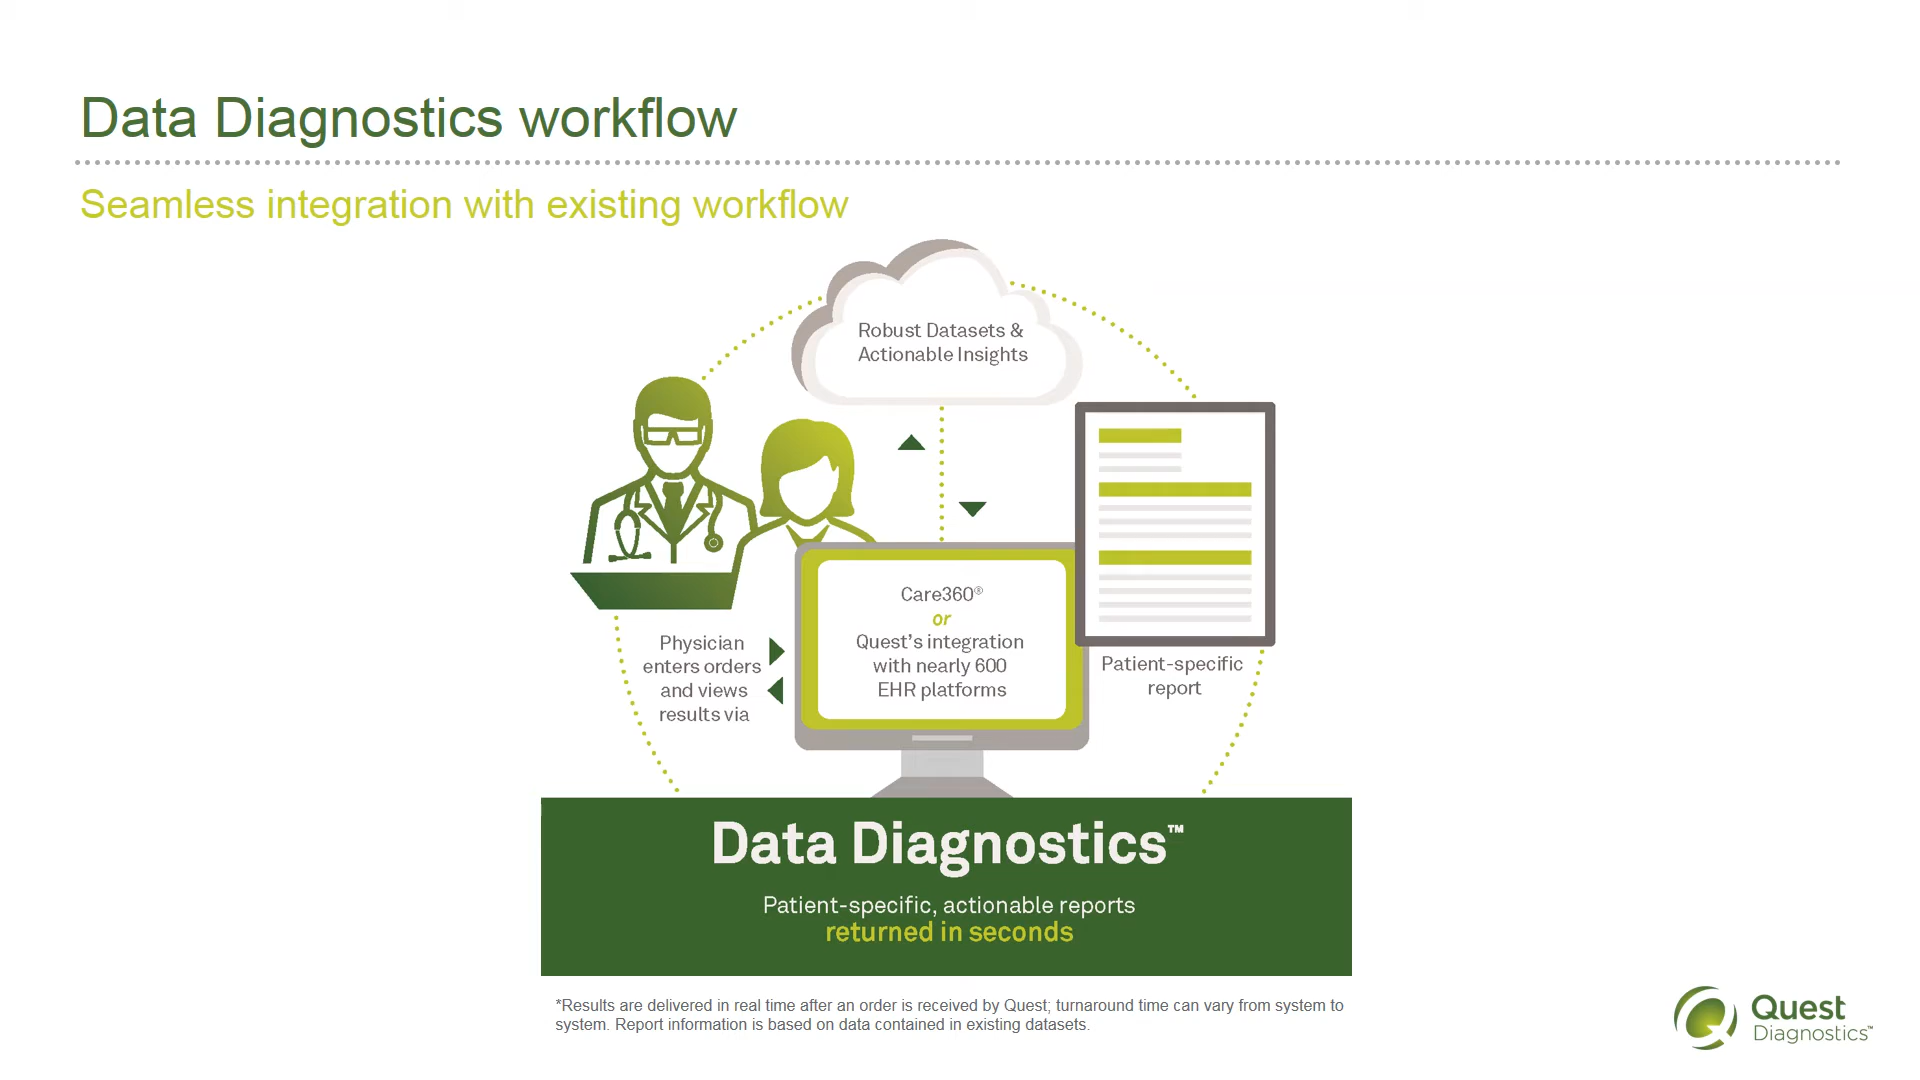 Data Diagnostics workflow
Seamless integration with existing workflow
Robust Datasets &
Actionable Insights
Physician
enters orders
and views
results via
Care360®
or
Quest's integration
with nearly 600
EHR platforms
Patient-specific
report
Data Diagnostics™
Patient-specific, actionable reports
returned in seconds
*Results are delivered in real time after an order is received by Quest; turnaround time can vary from system to
system. Report information is based on data contained in existing datasets.
Quest
Diagnostics™